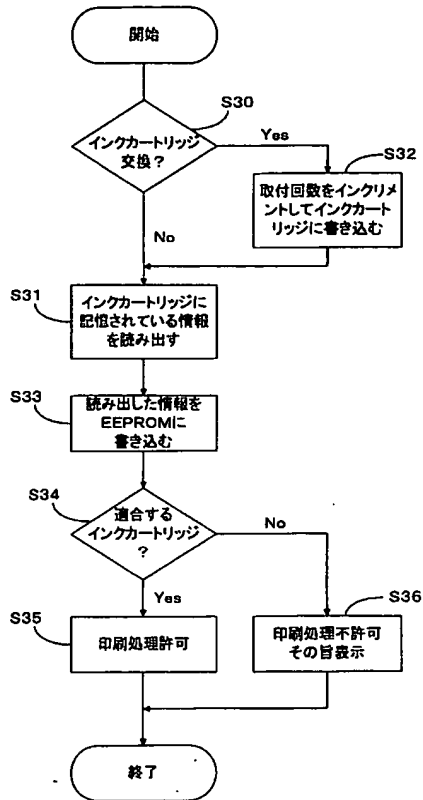 開始
S30
インクカートリッジ
交換？
Yes
S32
取付回数をインクリメ
ントしてインクカート
リッジに書き込む
No
S31
インクカートリッジに
記憶されている情報
を読み出す
S33
読み出した情報を
EEPROMに
書き込む
S34
適合する
インクカートリッジ
？
No
Yes
S35
印刷処理許可
S36
印刷処理不許可
その旨表示
終了